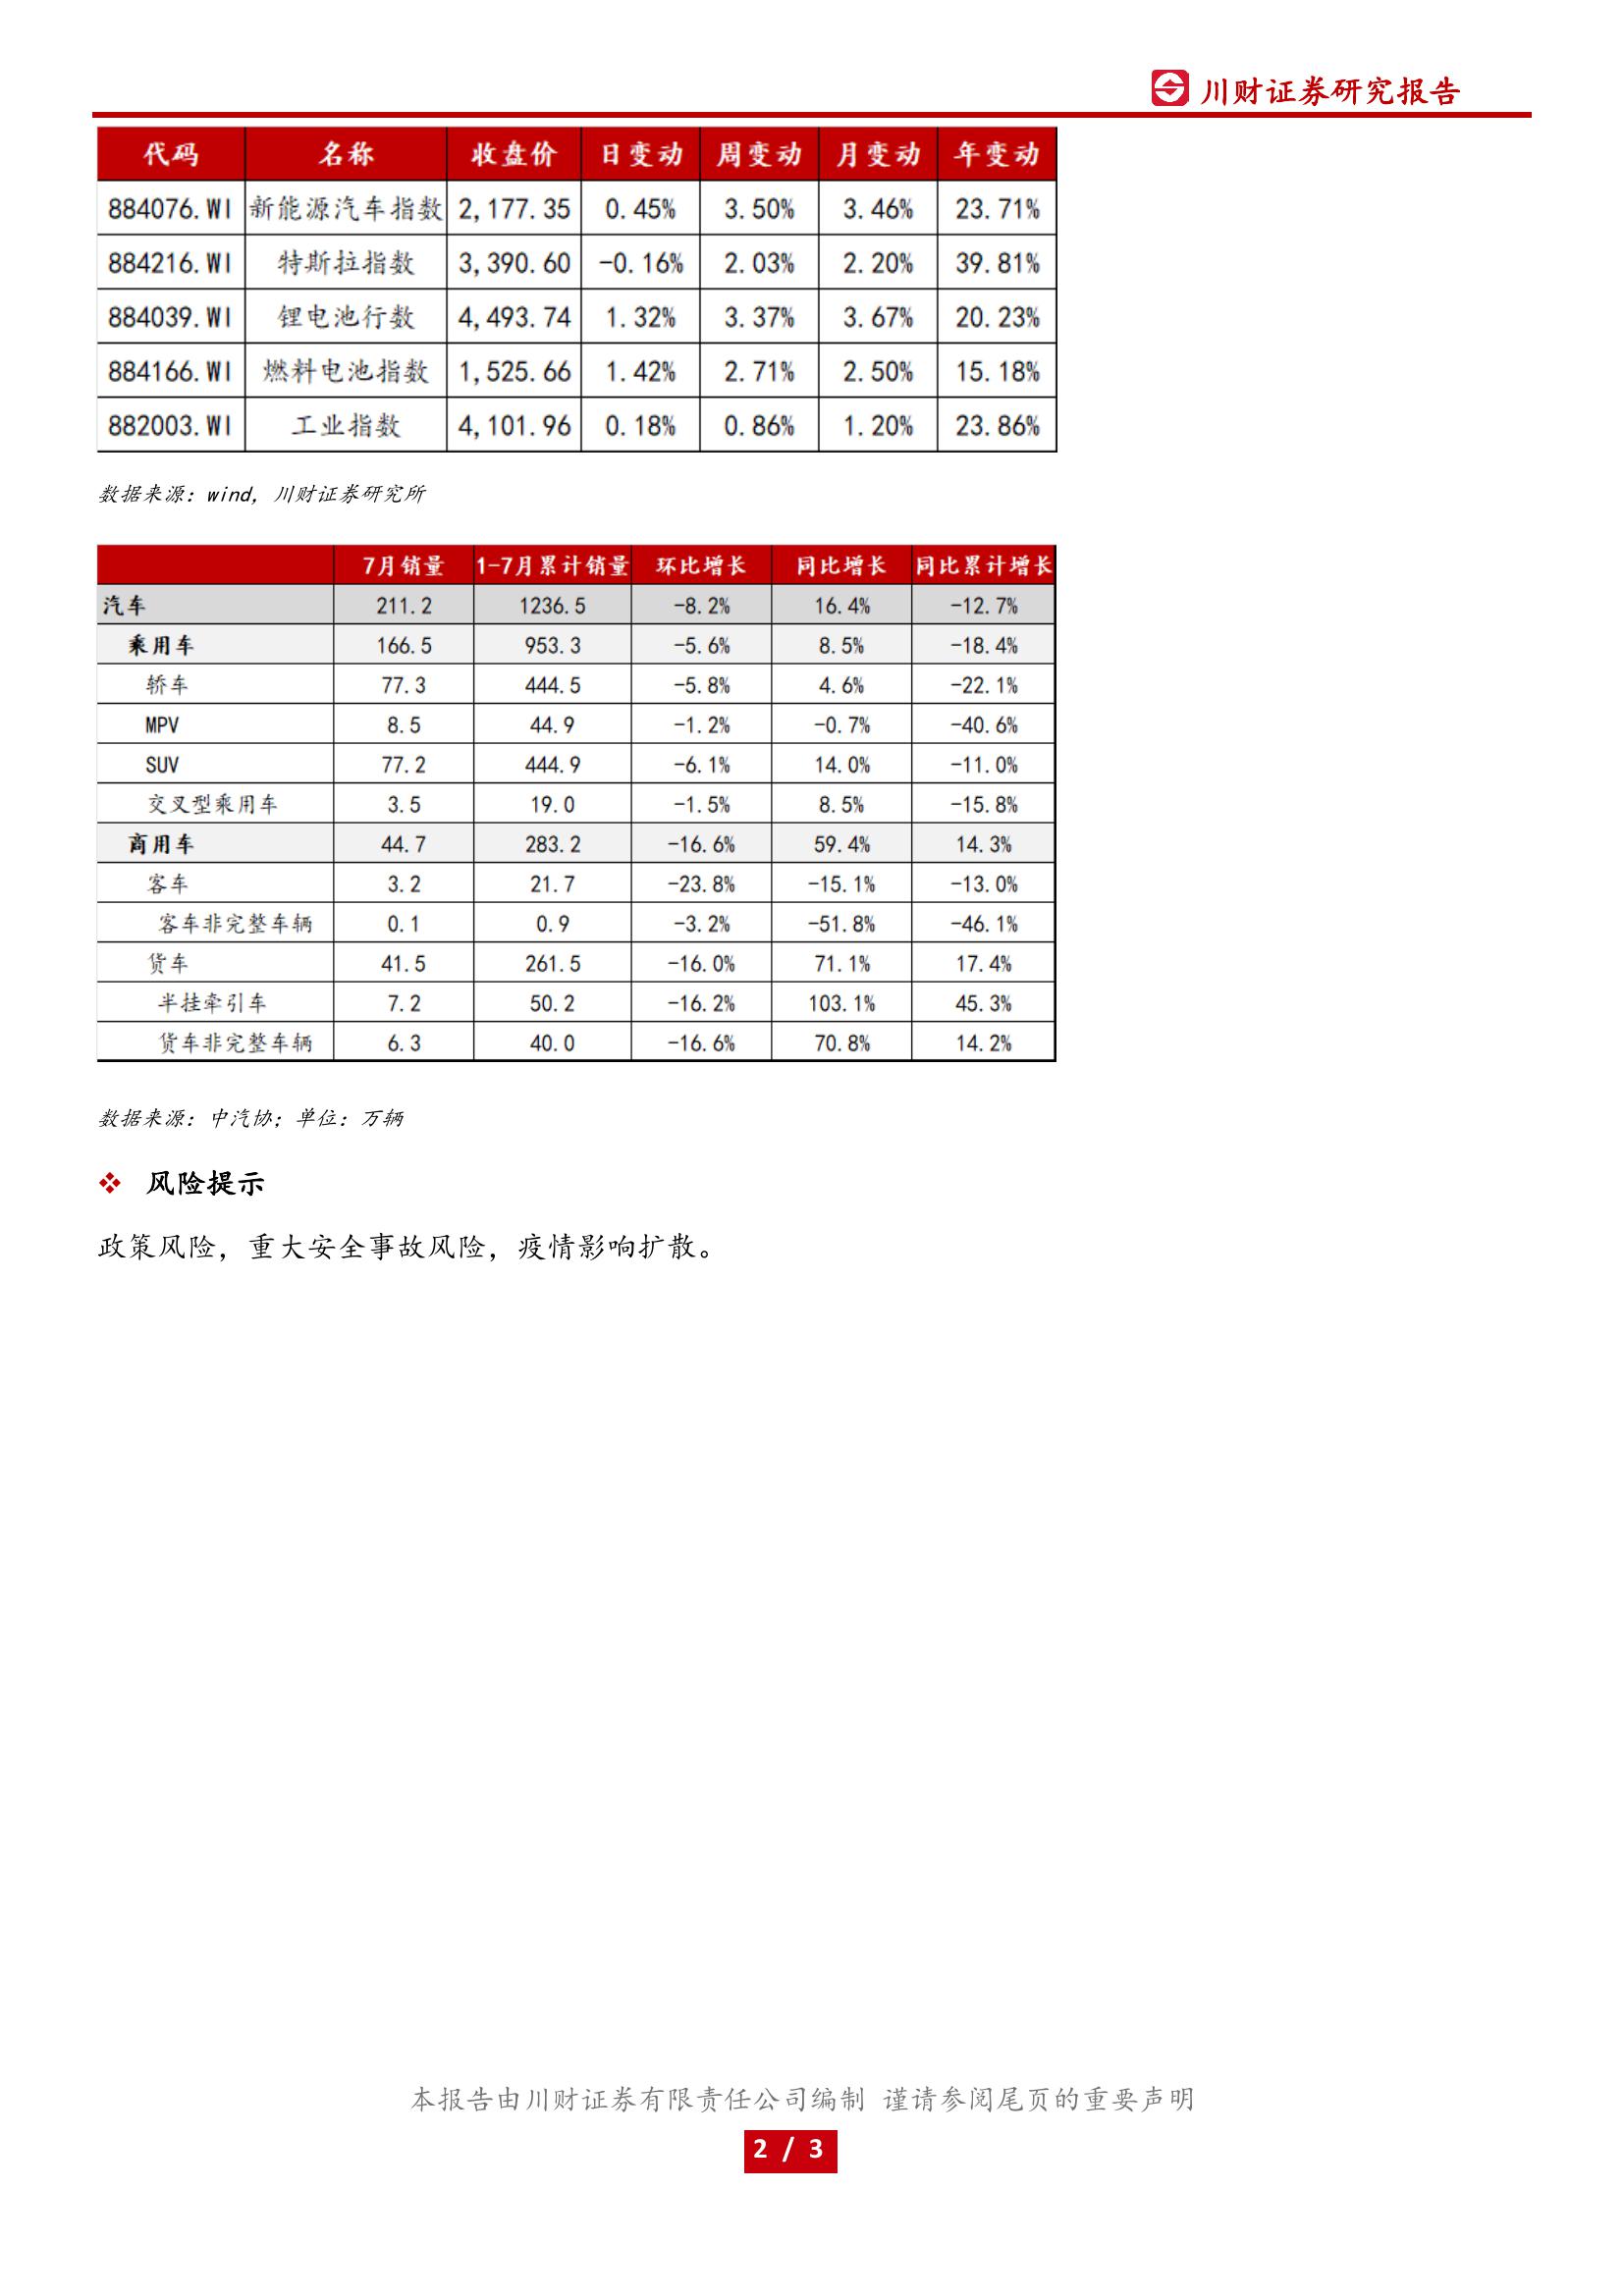 川财证券研究报告
代码 名称 收盘价 日变动 周变动 月变动 年变动
884076.WI 新能源汽车指数 2,177.35 0.45% 3.50% 3.46% 23.71%
884216.WI 特斯拉指数 3,390.60 -0.16% 2.03% 2.20% 39.81%
884039.WI 锂电池行数 4,493.74 1.32% 3.37% 3.67% 20.23%
884166.WI 燃料电池指数 1,525.66 1.42% 2.71% 2.50% 15.18%
882003.WI 工业指数 4,101.96 0.18% 0.86% 1.20% 23.86%
数据来源：wind，川财证券研究所
7月销量 1-7月累计销量 环比增长 同比增长 同比累计增长
汽车 211.2 1236.5 -8.2% 16.4% -12.7%
乘用车 166.5 953.3 -5.6% 8.5% -18.4%
轿车 77.3 444.5 -5.8% 4.6% -22.1%
MPV 8.5 44.9 -1.2% -0.7% -40.6%
SUV 77.2 444.9 -6.1% 14.0% -11.0%
交叉型乘用车 3.5 19.0 -1.5% 8.5% -15.8%
商用车 44.7 283.2 -16.6% 59.4% 14.3%
客车 3.2 21.7 -23.8% -15.1% -13.0%
客车非完整车辆 0.1 0.9 -3.2% -51.8% -46.1%
货车 41.5 261.5 -16.0% 71.1% 17.4%
半挂牵引车 7.2 50.2 -16.2% 103.1% 45.3%
货车非完整车辆 6.3 40.0 -16.6% 70.8% 14.2%
数据来源：中汽协；单位：万辆
❖ 风险提示
政策风险，重大安全事故风险，疫情影响扩散。
本报告由川财证券有限责任公司编制 谨请参阅尾页的重要声明
2 / 3